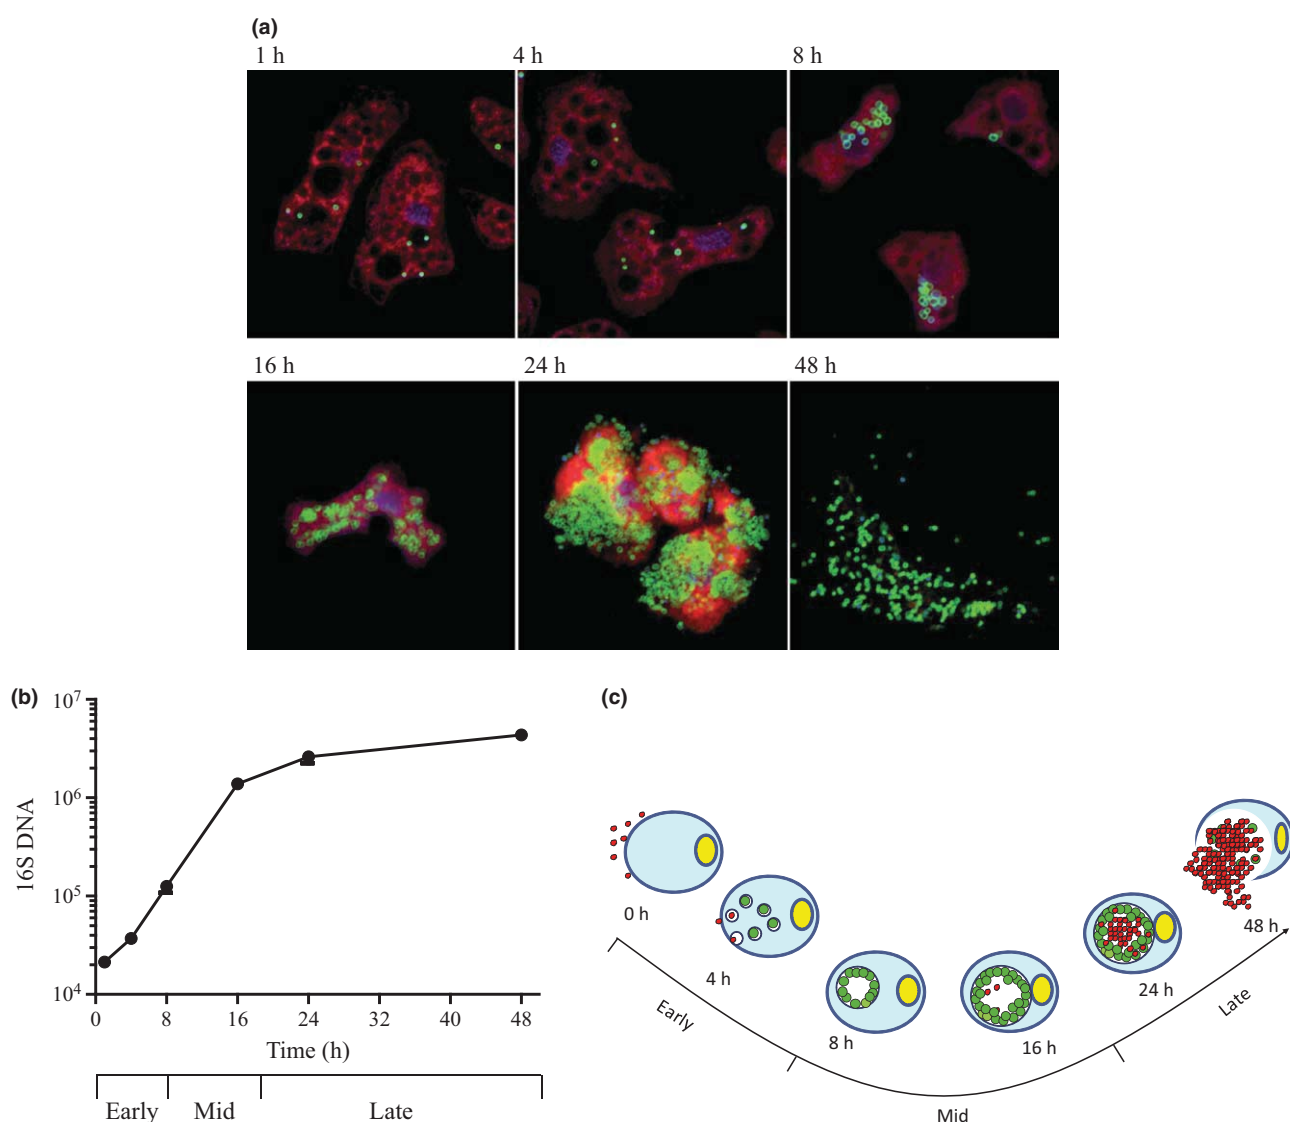 (a)
1 h
4 h
8 h
16 h
24 h
48 h
(b)
10⁷
10⁶
10⁵
10⁴
16S DNA
0 8 16 24 32 40 48
Time (h)
Early Mid Late
(c)
0 h
4 h
8 h
16 h
24 h
48 h
Early
Mid
Late